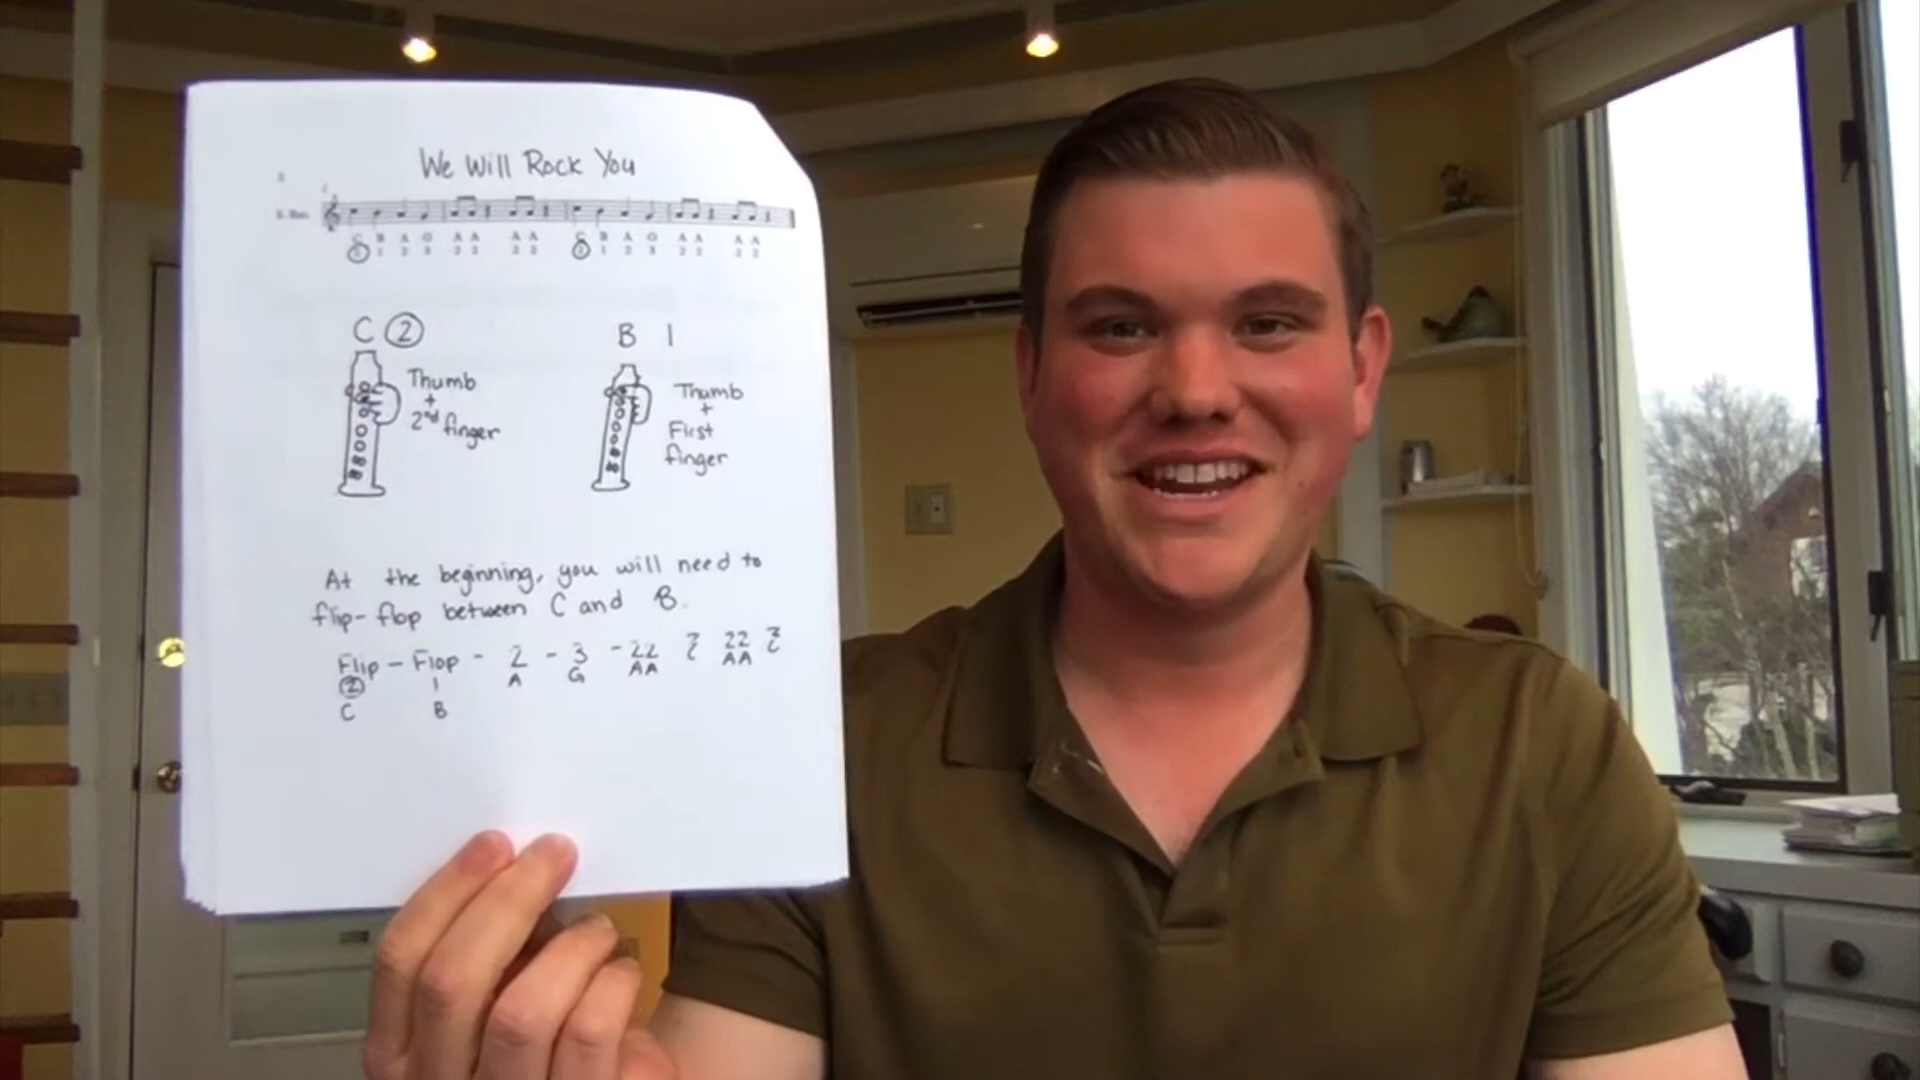 We Will Rock You
C B A G A A A A C B A G A A A A
② 1 2 3 2 2 2 2 ② 1 2 3 2 2 2 2
C ② B 1
Thumb
+
2nd finger
Thumb
+
First
finger
At the beginning, you will need to
flip-flop between C and B.
Flip - Flop - 2 - 3 - 22 22
② 1 A G AA AA
C B